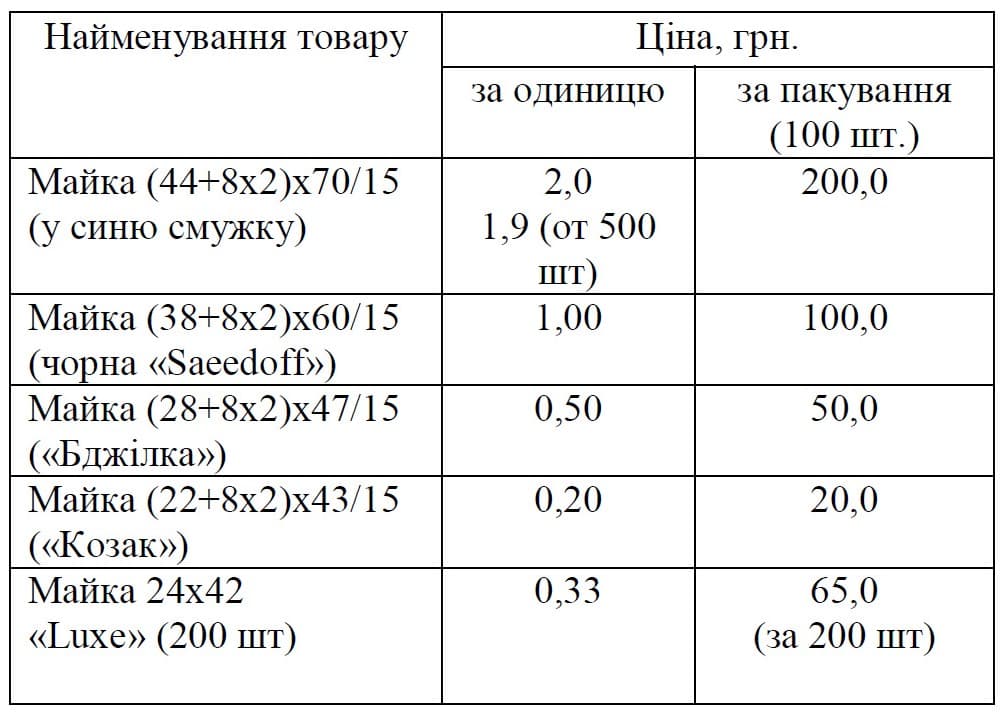 Найменування товару
Ціна, грн.
за одиницю
за пакування
(100 шт.)
Майка (44+8х2)х70/15
(у синю смужку)
2,0
1,9 (от 500
шт)
200,0
Майка (38+8х2)х60/15
(чорна «Saeedoff»)
1,00
100,0
Майка (28+8х2)х47/15
(«Бджілка»)
0,50
50,0
Майка (22+8х2)х43/15
(«Козак»)
0,20
20,0
Майка 24х42
«Luxe» (200 шт)
0,33
65,0
(за 200 шт)